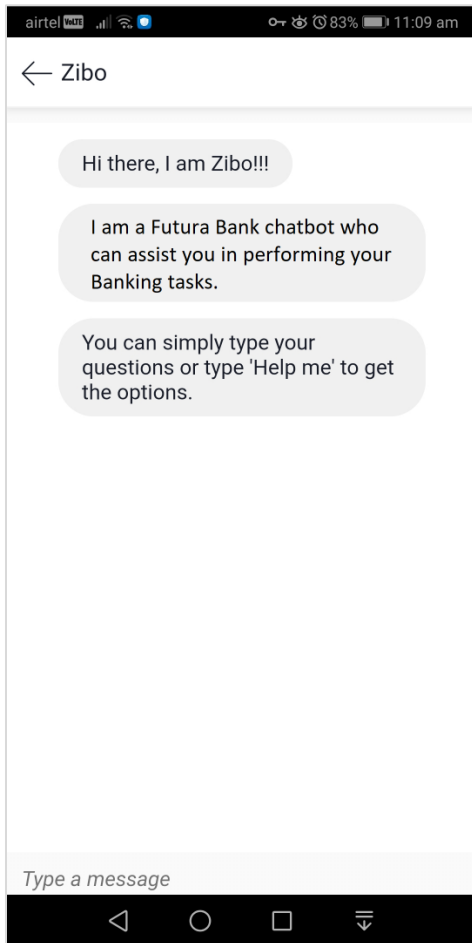 airtel VoLTE 83% 11:09 am
Zibo
Hi there, I am Zibo!!!
I am a Futura Bank chatbot who
can assist you in performing your
Banking tasks.
You can simply type your
questions or type 'Help me' to get
the options.
Type a message